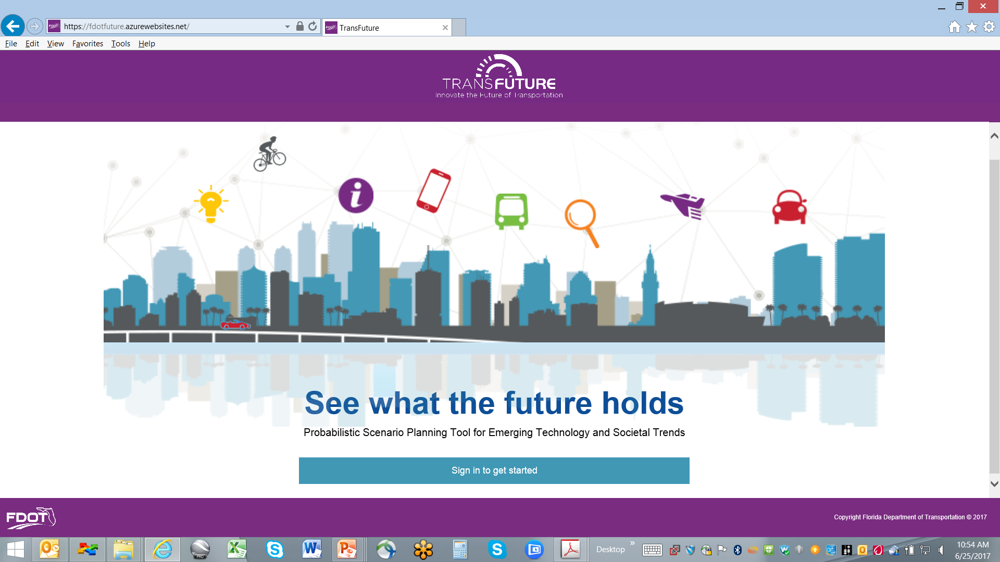 https://fdotfuture.azurewebsites.net/
TransFuture
File Edit View Favorites Tools Help
TRANSFUTURE
Innovate the Future of Transportation
See what the future holds
Probabilistic Scenario Planning Tool for Emerging Technology and Societal Trends
Sign in to get started
FDOT
Copyright Florida Department of Transportation © 2017
Desktop
10:54 AM
6/25/2017